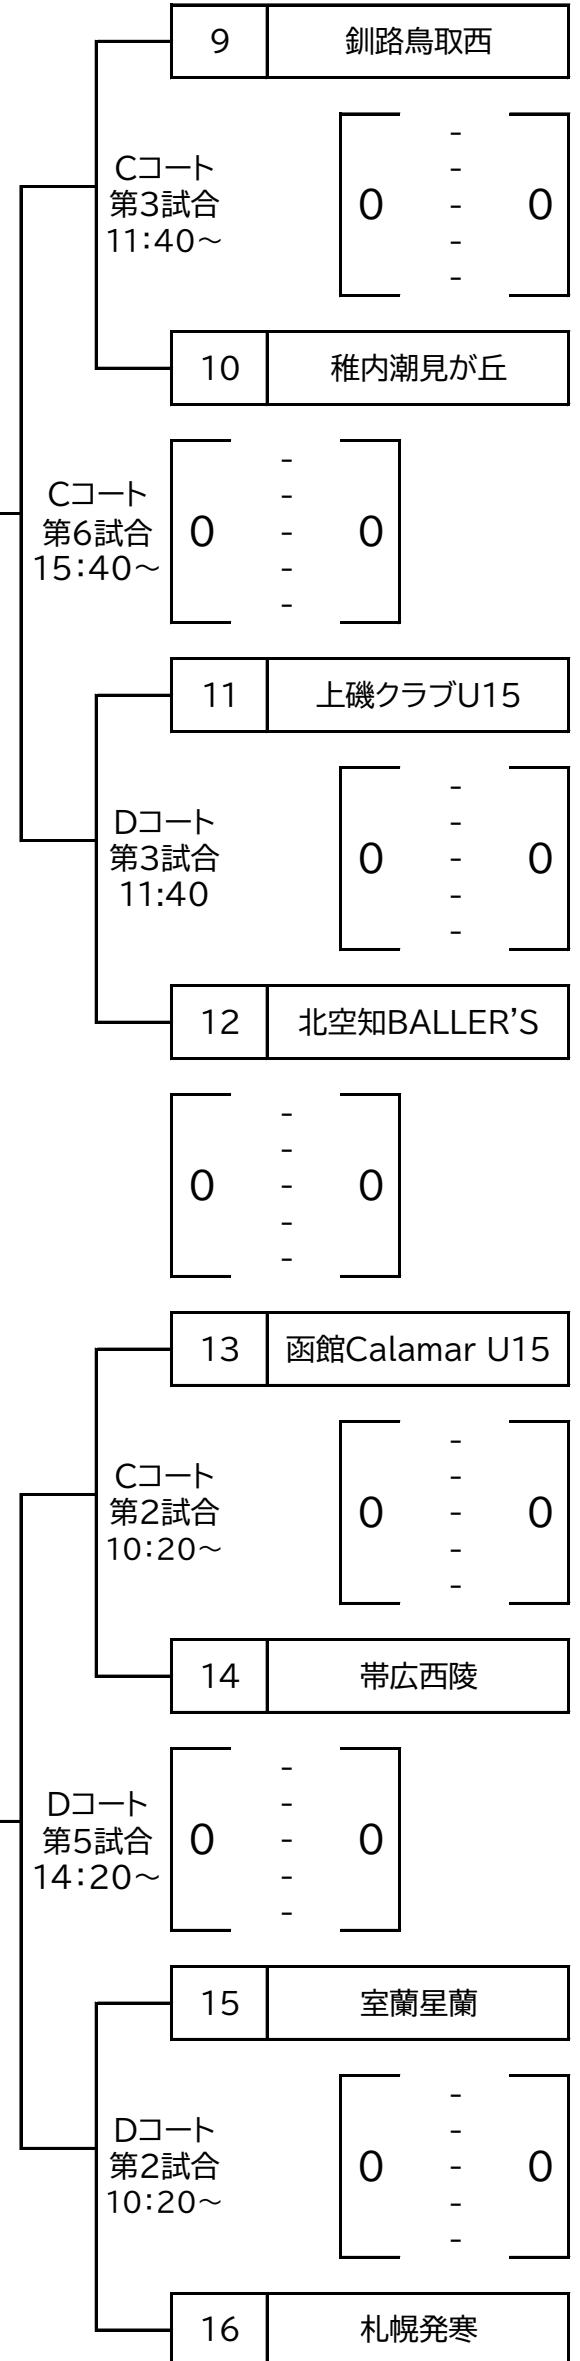 9 釧路鳥取西
-
-
Cコート
第3試合
11:40～
0 - 0
-
-
10 稚内潮見が丘
-
-
Cコート
第6試合
15:40～
0 - 0
-
-
11 上磯クラブU15
-
-
Dコート
第3試合
11:40
0 - 0
-
-
12 北空知BALLER'S
-
-
0 - 0
-
-
13 函館Calamar U15
-
-
Cコート
第2試合
10:20～
0 - 0
-
-
14 帯広西陵
-
-
Dコート
第5試合
14:20～
0 - 0
-
-
15 室蘭星蘭
-
-
Dコート
第2試合
10:20～
0 - 0
-
-
16 札幌発寒